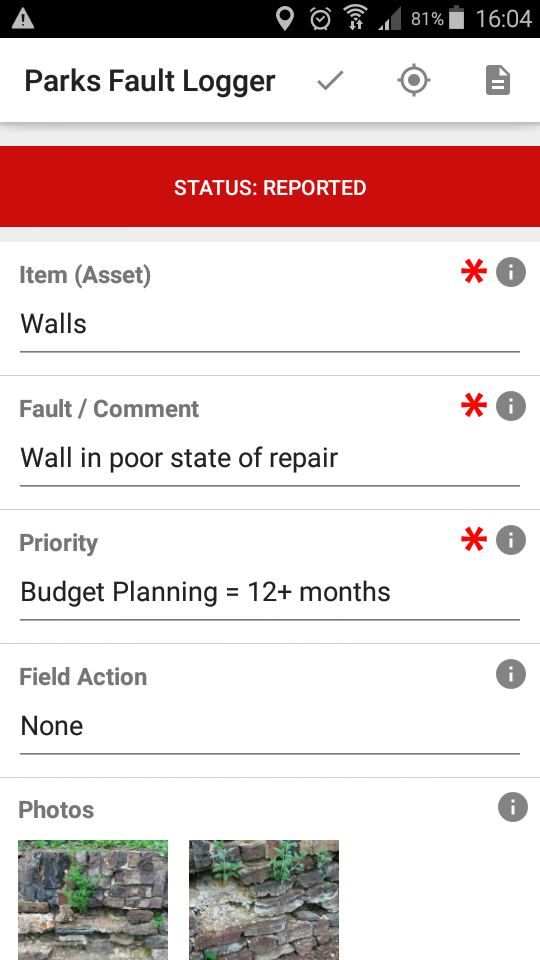 81% 16:04
Parks Fault Logger
STATUS: REPORTED
Item (Asset) *
Walls
Fault / Comment *
Wall in poor state of repair
Priority *
Budget Planning = 12+ months
Field Action
None
Photos